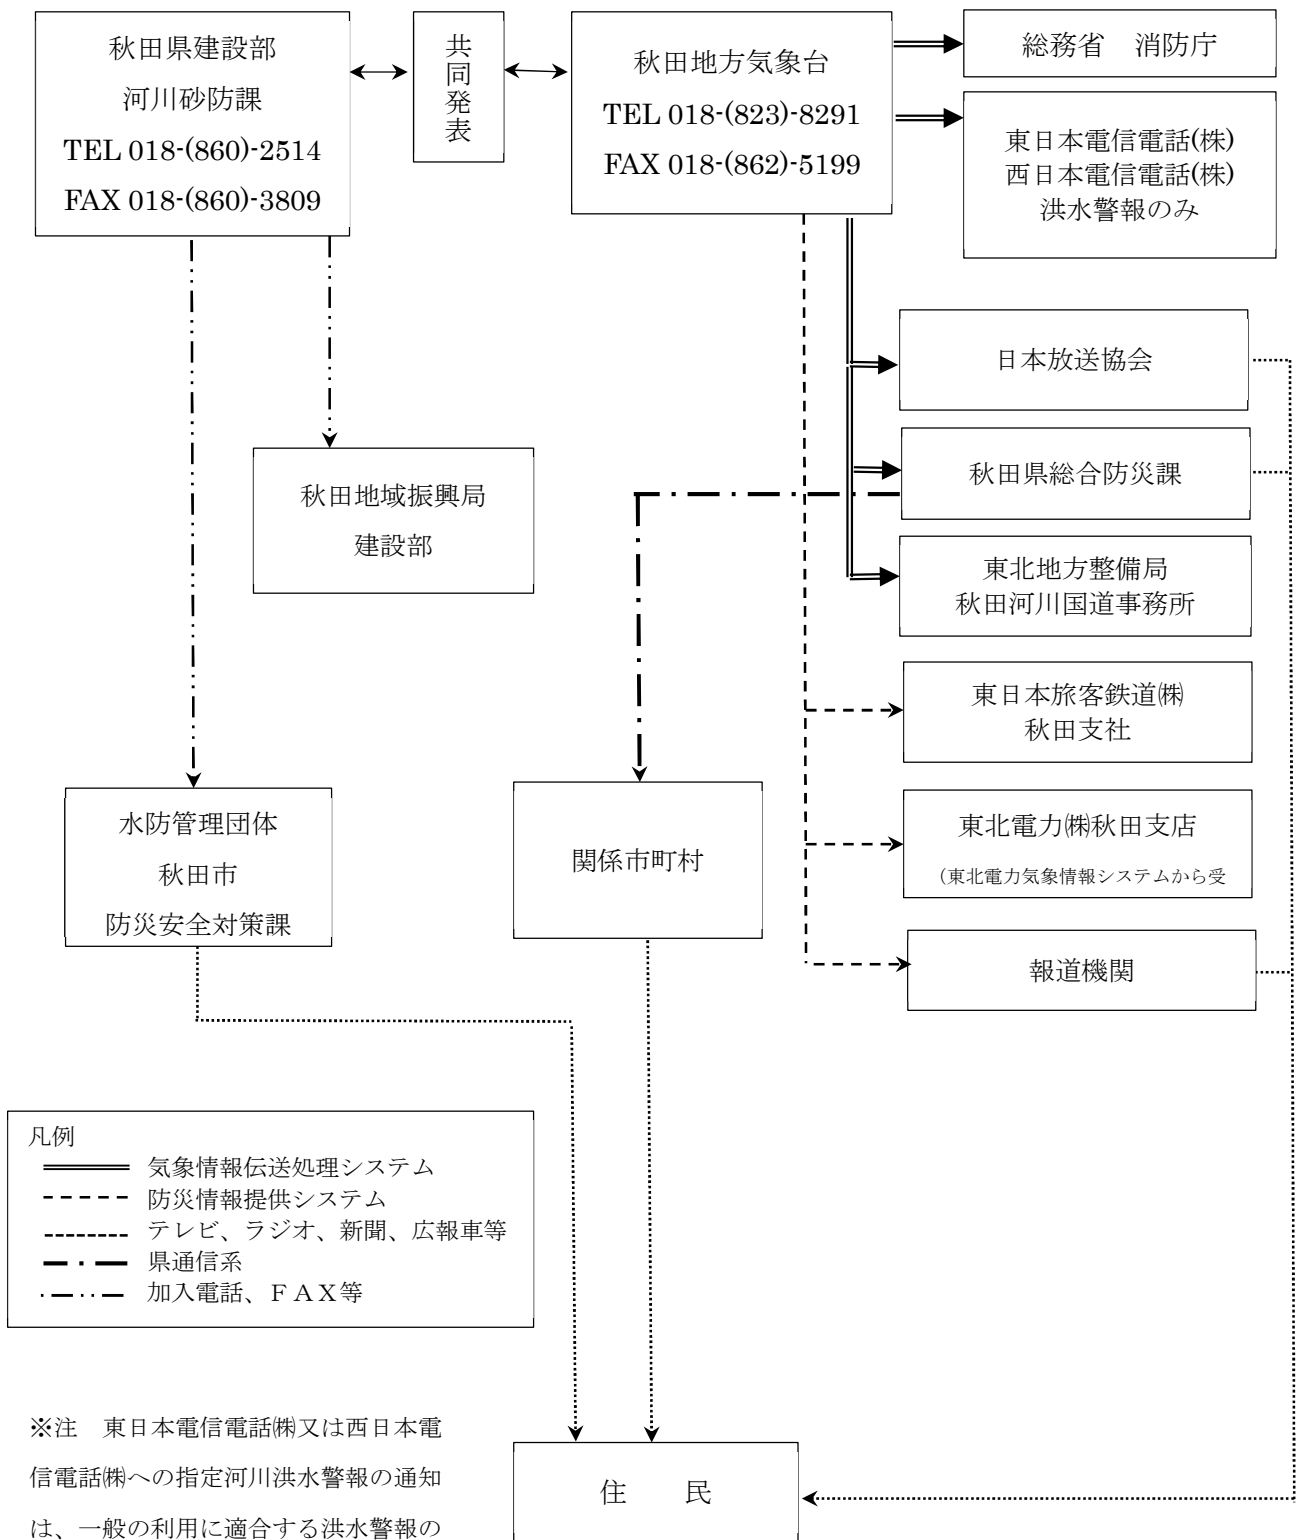 秋田県建設部
河川砂防課
TEL 018-(860)-2514
FAX 018-(860)-3809
共同発表
秋田地方気象台
TEL 018-(823)-8291
FAX 018-(862)-5199
総務省　消防庁
東日本電信電話(株)
西日本電信電話(株)
洪水警報のみ
日本放送協会
秋田県総合防災課
東北地方整備局
秋田河川国道事務所
秋田地域振興局
建設部
東日本旅客鉄道㈱
秋田支社
東北電力㈱秋田支店
（東北電力気象情報システムから受
報道機関
水防管理団体
秋田市
防災安全対策課
関係市町村
凡例
気象情報伝送処理システム
防災情報提供システム
テレビ、ラジオ、新聞、広報車等
県通信系
加入電話、ＦＡＸ等
※注　東日本電信電話㈱又は西日本電
信電話㈱への指定河川洪水警報の通知
は、一般の利用に適合する洪水警報の
住　民